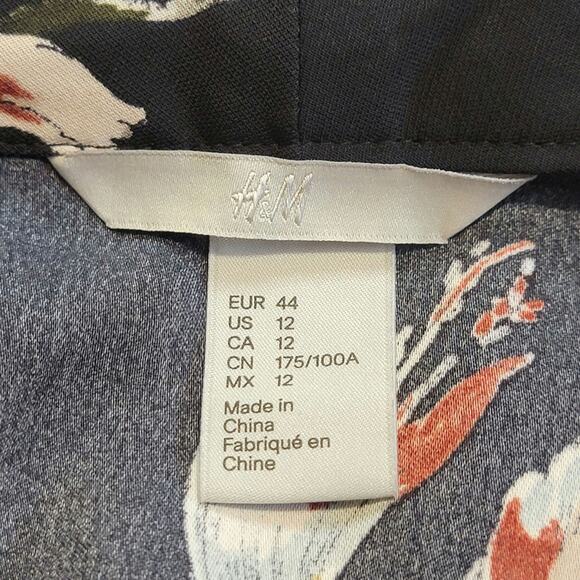 H&M
EUR 44
US 12
CA 12
CN 175/100A
MX 12
Made in
China
Fabriqué en
Chine